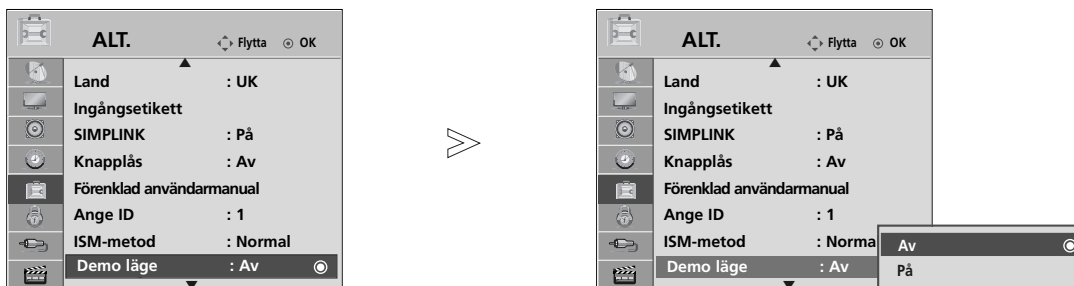 ALT. Flytta OK
Land : UK
Ingångsetikett
SIMPLINK : På
Knapplås : Av
Förenklad användarmanual
Ange ID : 1
ISM-metod : Normal
Demo läge : Av
ALT. Flytta OK
Land : UK
Ingångsetikett
SIMPLINK : På
Knapplås : Av
Förenklad användarmanual
Ange ID : 1
ISM-metod : Norma
Demo läge : Av
Av
På